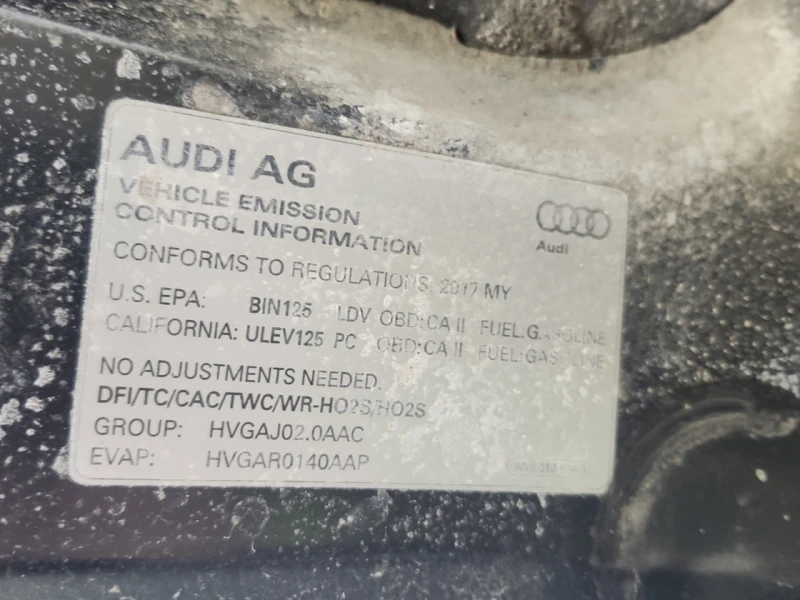 AUDI AG
VEHICLE EMISSION
CONTROL INFORMATION
Audi
CONFORMS TO REGULATIONS: 2017 MY
U.S. EPA: BIN125 LDV OBD:CA II FUEL:GASOLINE
CALIFORNIA: ULEV125 PC OBD:CA II FUEL:GASOLINE
NO ADJUSTMENTS NEEDED.
DFI/TC/CAC/TWC/WR-HO2S/HO2S
GROUP: HVGAJ02.0AAC
EVAP: HVGAR0140AAP